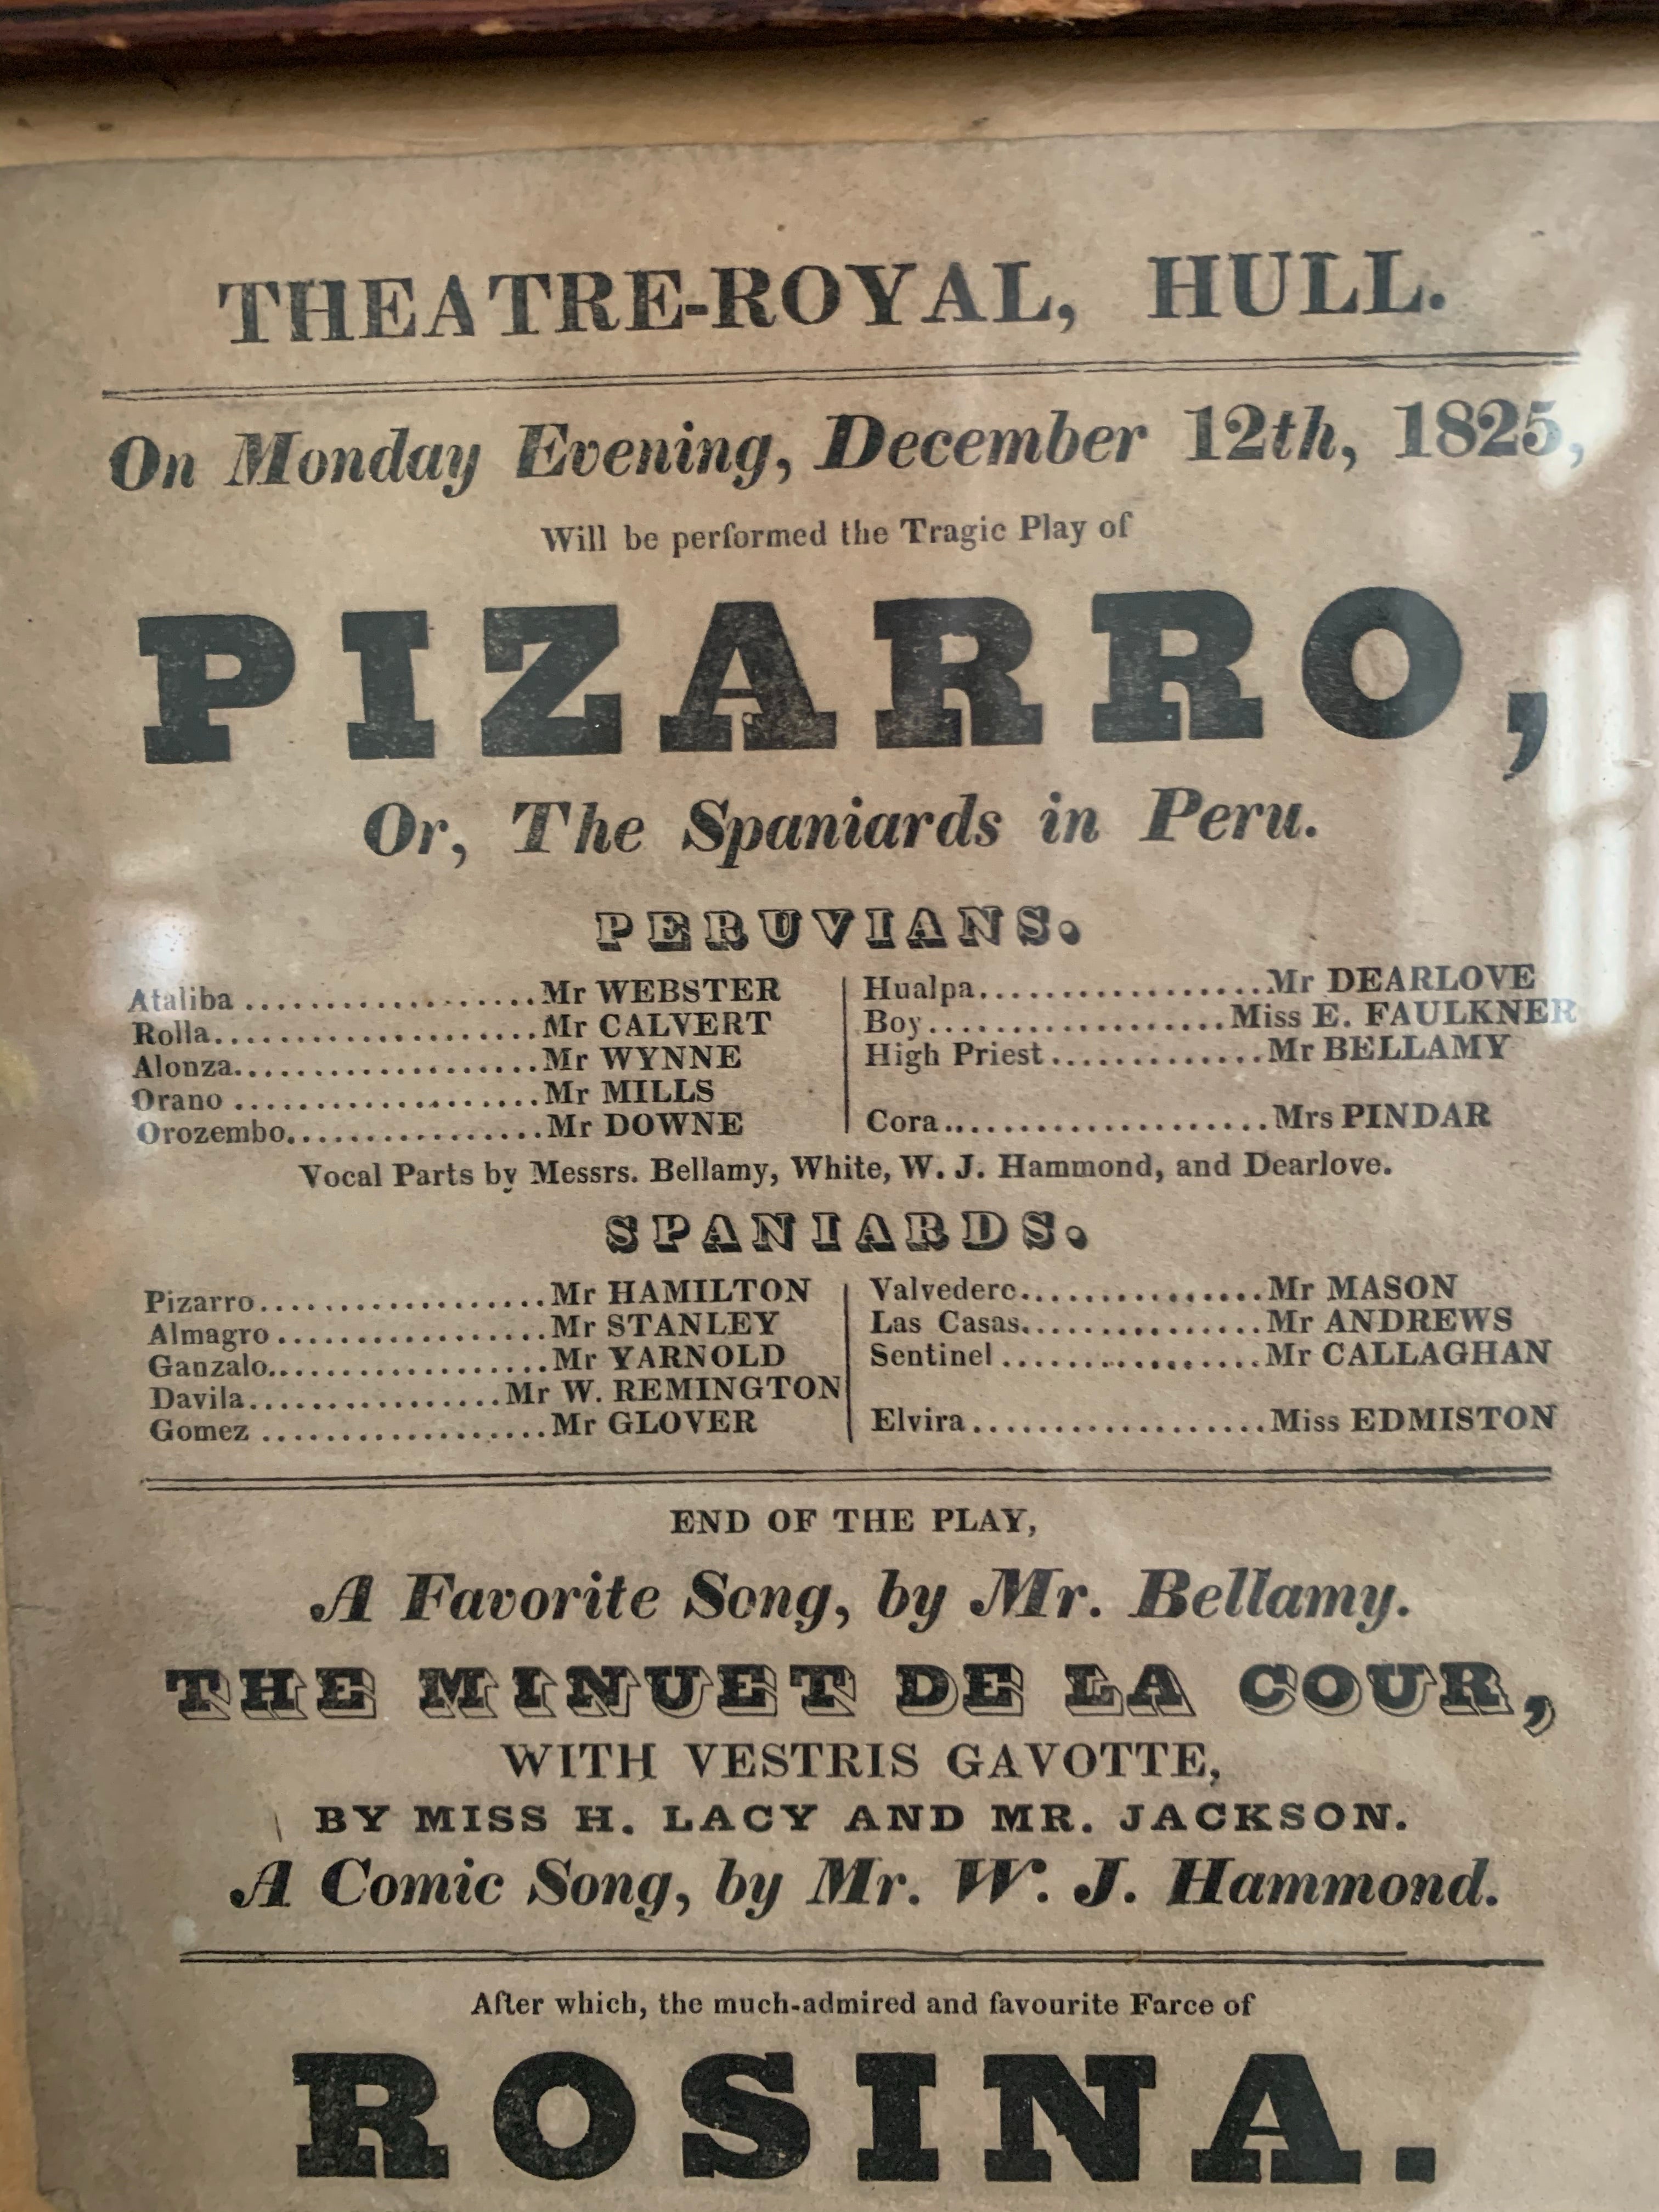 THEATRE-ROYAL, HULL.
On Monday Evening, December 12th, 1825,
Will be performed the Tragic Play of
PIZARRO,
Or, The Spaniards in Peru.
PERUVIANS.
Ataliba ..................Mr WEBSTER
Rolla....................Mr CALVERT
Alonza...................Mr WYNNE
Orano ...................Mr MILLS
Orozembo................Mr DOWNE
Hualpa..................Mr DEARLOVE
Boy..................Miss E. FAULKNER
High Priest.............Mr BELLAMY
Cora....................Mrs PINDAR
Vocal Parts by Messrs. Bellamy, White, W. J. Hammond, and Dearlove.
SPANIARDS.
Pizarro..................Mr HAMILTON
Almagro .................Mr STANLEY
Ganzalo..................Mr YARNOLD
Davila................Mr W. REMINGTON
Gomez ..................Mr GLOVER
Valvedere...............Mr MASON
Las Casas...............Mr ANDREWS
Sentinel ................Mr CALLAGHAN
Elvira..................Miss EDMISTON
END OF THE PLAY,
A Favorite Song, by Mr. Bellamy.
THE MINUET DE LA COUR,
WITH VESTRIS GAVOTTE,
BY MISS H. LACY AND MR. JACKSON.
A Comic Song, by Mr. W. J. Hammond.
After which, the much-admired and favourite Farce of
ROSINA.